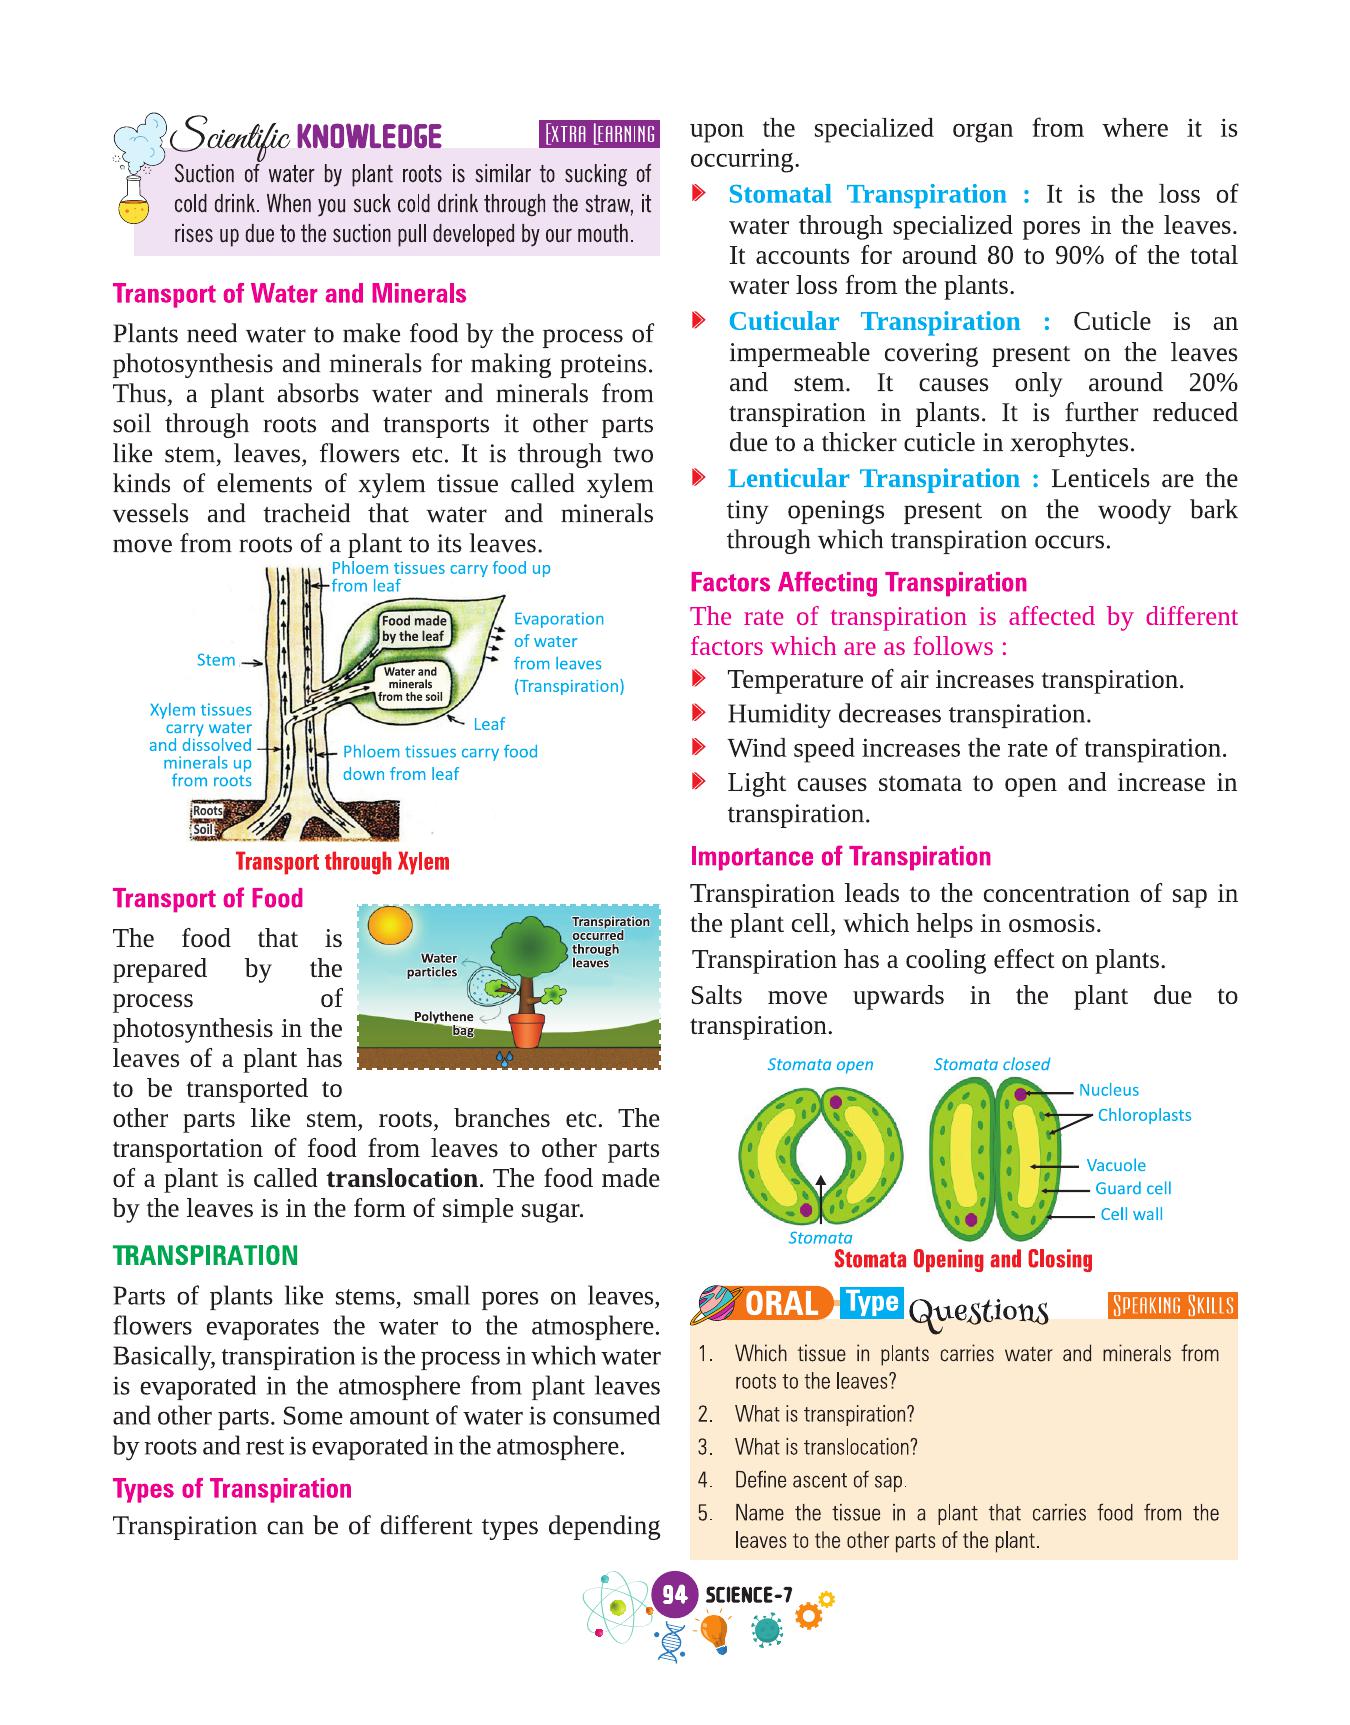 Scientific KNOWLEDGE
EXTRA LEARNING
Suction of water by plant roots is similar to sucking of
cold drink. When you suck cold drink through the straw, it
rises up due to the suction pull developed by our mouth.
Transport of Water and Minerals
Plants need water to make food by the process of
photosynthesis and minerals for making proteins.
Thus, a plant absorbs water and minerals from
soil through roots and transports it other parts
like stem, leaves, flowers etc. It is through two
kinds of elements of xylem tissue called xylem
vessels and tracheid that water and minerals
move from roots of a plant to its leaves.
Phloem tissues carry food up
from leaf
Food made
by the leaf
Evaporation
of water
from leaves
(Transpiration)
Stem
Water and
minerals
from the soil
Xylem tissues
carry water
and dissolved
minerals up
from roots
Leaf
Phloem tissues carry food
down from leaf
Roots
Soil
Transport through Xylem
Transport of Food
The food that is
prepared by the
process of
photosynthesis in the
leaves of a plant has
to be transported to
Transpiration
occurred
through
leaves
Water
particles
Polythene
bag
other parts like stem, roots, branches etc. The
transportation of food from leaves to other parts
of a plant is called translocation. The food made
by the leaves is in the form of simple sugar.
TRANSPIRATION
Parts of plants like stems, small pores on leaves,
flowers evaporates the water to the atmosphere.
Basically, transpiration is the process in which water
is evaporated in the atmosphere from plant leaves
and other parts. Some amount of water is consumed
by roots and rest is evaporated in the atmosphere.
Types of Transpiration
Transpiration can be of different types depending
upon the specialized organ from where it is
occurring.
Stomatal Transpiration : It is the loss of
water through specialized pores in the leaves.
It accounts for around 80 to 90% of the total
water loss from the plants.
Cuticular Transpiration : Cuticle is an
impermeable covering present on the leaves
and stem. It causes only around 20%
transpiration in plants. It is further reduced
due to a thicker cuticle in xerophytes.
Lenticular Transpiration : Lenticels are the
tiny openings present on the woody bark
through which transpiration occurs.
Factors Affecting Transpiration
The rate of transpiration is affected by different
factors which are as follows :
Temperature of air increases transpiration.
Humidity decreases transpiration.
Wind speed increases the rate of transpiration.
Light causes stomata to open and increase in
transpiration.
Importance of Transpiration
Transpiration leads to the concentration of sap in
the plant cell, which helps in osmosis.
Transpiration has a cooling effect on plants.
Salts move upwards in the plant due to
transpiration.
Stomata open
Stomata closed
Nucleus
Chloroplasts
Vacuole
Guard cell
Cell wall
Stomata
Stomata Opening and Closing
ORAL Type Questions
SPEAKING SKILLS
1. Which tissue in plants carries water and minerals from
roots to the leaves?
2. What is transpiration?
3. What is translocation?
4. Define ascent of sap.
5. Name the tissue in a plant that carries food from the
leaves to the other parts of the plant.
94 SCIENCE-7